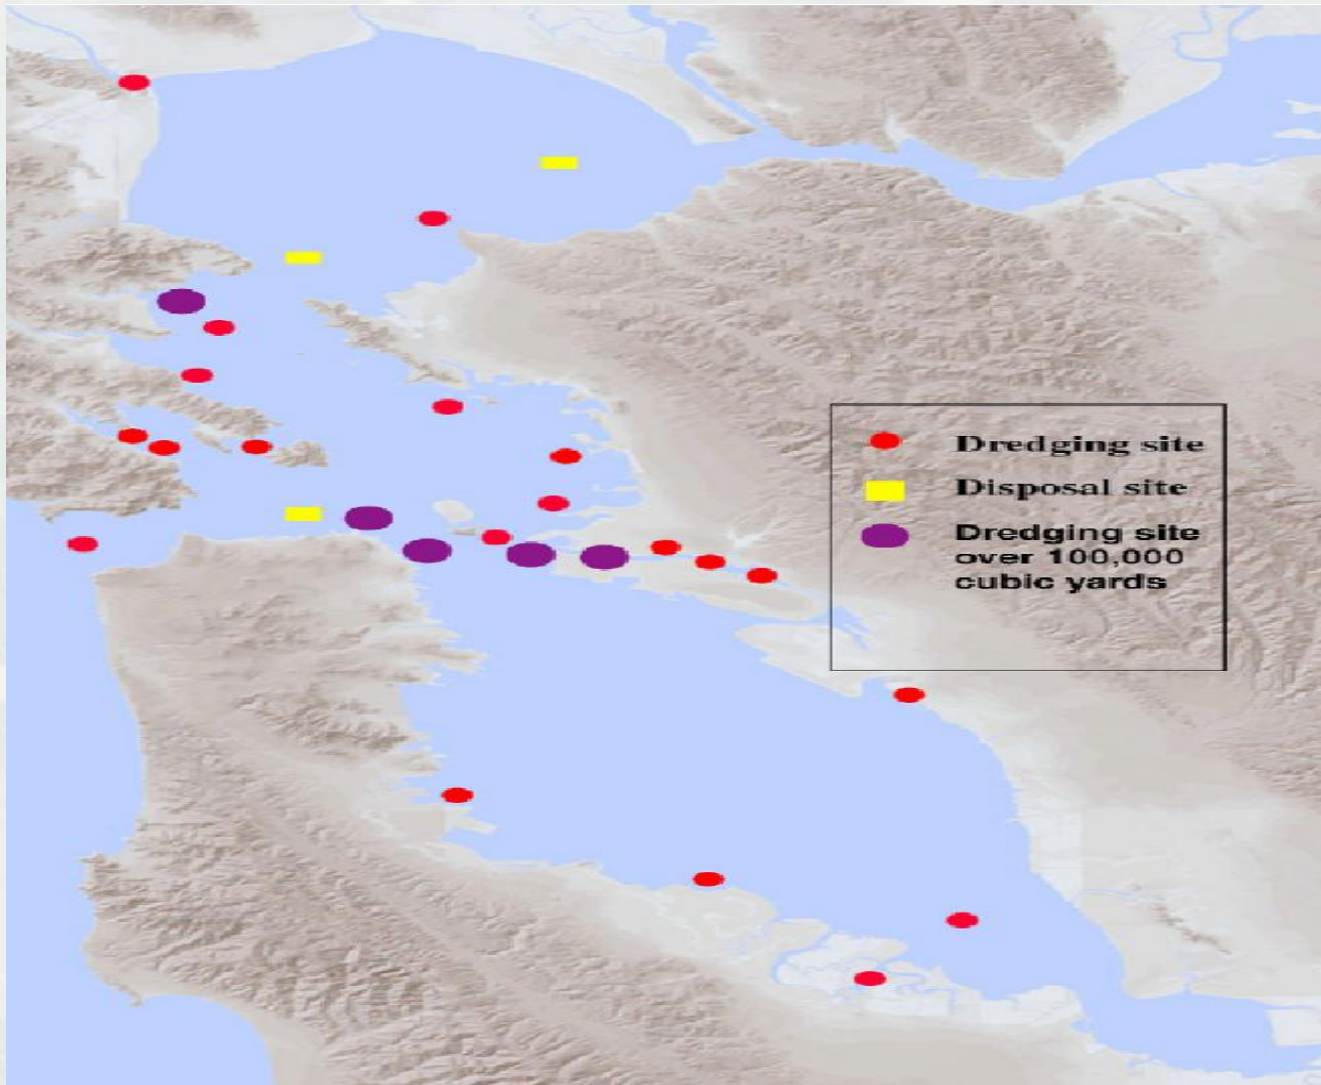 Dredging site
Disposal site
Dredging site
over 100,000
cubic yards